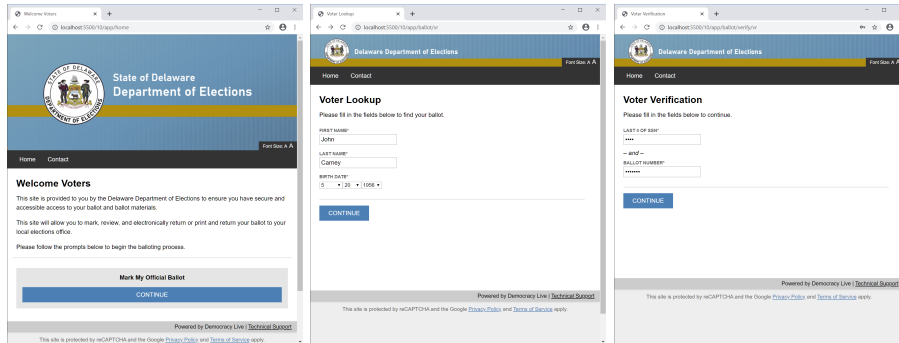 Welcome Voters
localhost:5500/10/app/home
STATE OF DELAWARE
DEPARTMENT OF ELECTIONS
State of Delaware
Department of Elections
Font Size: A A
Home Contact
Welcome Voters
This site is provided to you by the Delaware Department of Elections to ensure you have secure and
accessible access to your ballot and ballot materials.
This site will allow you to mark, review, and electronically return or print and return your ballot to your
local elections office.
Please follow the prompts below to begin the balloting process.
Mark My Official Ballot
CONTINUE
Powered by Democracy Live | Technical Support
This site is protected by reCAPTCHA and the Google Privacy Policy and Terms of Service apply.
Voter Lookup
localhost:5500/10/app/ballot/vr
Delaware Department of Elections
Font Size: A A
Home Contact
Voter Lookup
Please fill in the fields below to find your ballot.
FIRST NAME*
John
LAST NAME*
Carney
BIRTH DATE*
5 20 1956
CONTINUE
Powered by Democracy Live | Technical Support
This site is protected by reCAPTCHA and the Google Privacy Policy and Terms of Service apply.
Voter Verification
localhost:5500/10/app/ballot/verify/vr
Delaware Department of Elections
Font Size: A A
Home Contact
Voter Verification
Please fill in the fields below to continue.
LAST 4 OF SSN*
••••
– and –
BALLOT NUMBER*
•••••••
CONTINUE
Powered by Democracy Live | Technical Support
This site is protected by reCAPTCHA and the Google Privacy Policy and Terms of Service apply.